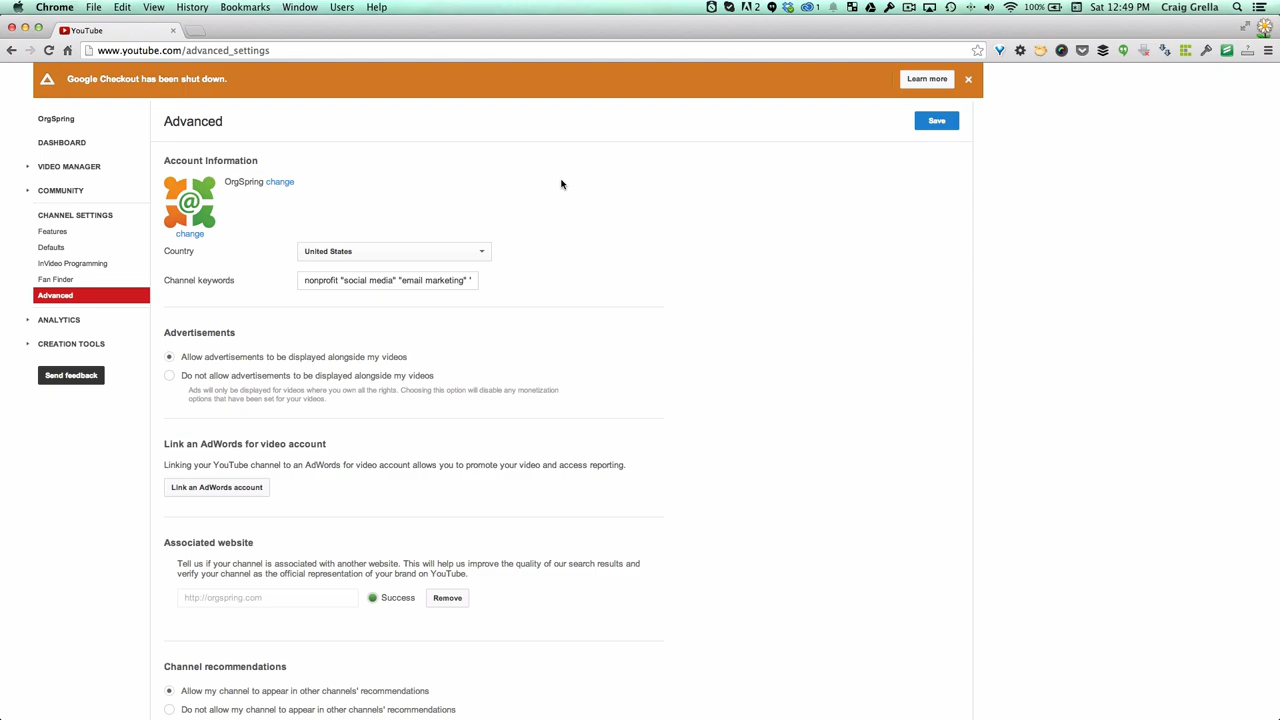 Chrome File Edit View History Bookmarks Window Users Help 2 1 100% Sat 12:49 PM Craig Grella
YouTube
www.youtube.com/advanced_settings
Google Checkout has been shut down. Learn more
OrgSpring
DASHBOARD
VIDEO MANAGER
COMMUNITY
CHANNEL SETTINGS
Features
Defaults
InVideo Programming
Fan Finder
Advanced
ANALYTICS
CREATION TOOLS
Send feedback
Advanced Save
Account Information
OrgSpring change
@
change
Country United States
Channel keywords nonprofit "social media" "email marketing" '
Advertisements
Allow advertisements to be displayed alongside my videos
Do not allow advertisements to be displayed alongside my videos
Ads will only be displayed for videos where you own all the rights. Choosing this option will disable any monetization
options that have been set for your videos.
Link an AdWords for video account
Linking your YouTube channel to an AdWords for video account allows you to promote your video and access reporting.
Link an AdWords account
Associated website
Tell us if your channel is associated with another website. This will help us improve the quality of our search results and
verify your channel as the official representation of your brand on YouTube.
http://orgspring.com Success Remove
Channel recommendations
Allow my channel to appear in other channels' recommendations
Do not allow my channel to appear in other channels' recommendations